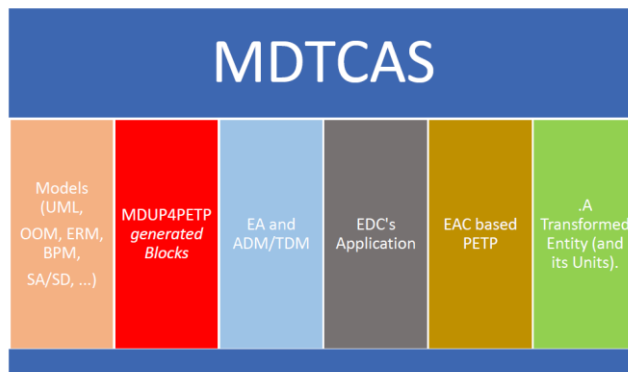 MDTCAS
Models
(UML,
OOM, ERM,
BPM,
SA/SD, ...)
MDUP4PETP
generated
Blocks
EA and
ADM/TDM
EDC's
Application
EAC based
PETP
.A
Transformed
Entity (and
its Units).